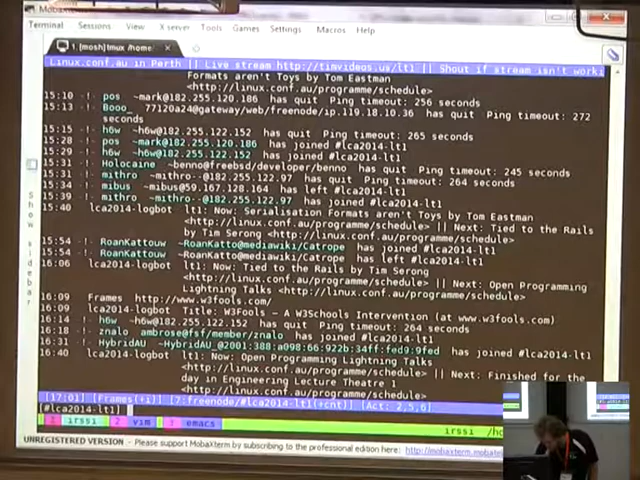 MobaXterm
Terminal Sessions View X server Tools Games Settings Macros Help
1. [mosh] tmux /home
Linux.conf.au in Perth || Live stream http://timvideos.us/lt1 || Shout if stream isn't worki
Formats aren't Toys by Tom Eastman
<http://linux.conf.au/programme/schedule>
15:10 -!- pos ~mark@182.255.120.186 has quit Ping timeout: 256 seconds
15:13 -!- Booo_ 77120a24@gateway/web/freenode/ip.119.18.10.36 has quit Ping timeout: 272
seconds
15:15 -!- h6w ~h6w@182.255.122.152 has quit Ping timeout: 265 seconds
15:28 -!- pos ~mark@182.255.120.186 has joined #lca2014-lt1
15:29 -!- h6w ~h6w@182.255.122.152 has joined #lca2014-lt1
15:31 -!- Holocaine ~benno@freebsd/developer/benno has quit Ping timeout: 245 seconds
15:31 -!- mithro ~mithro--@182.255.122.97 has quit Ping timeout: 264 seconds
15:34 -!- mibus ~mibus@59.167.128.164 has left #lca2014-lt1
15:39 -!- mithro ~mithro--@182.255.122.97 has joined #lca2014-lt1
15:40 lca2014-logbot lt1: Now: Serialisation Formats aren't Toys by Tom Eastman
<http://linux.conf.au/programme/schedule> || Next: Tied to the Rails
by Tim Serong <http://linux.conf.au/programme/schedule>
15:54 -!- RoanKattouw ~RoanKatto@mediawiki/Catrope has joined #lca2014-lt1
15:54 -!- RoanKattouw ~RoanKatto@mediawiki/Catrope has left #lca2014-lt1
16:06 lca2014-logbot lt1: Now: Tied to the Rails by Tim Serong
<http://linux.conf.au/programme/schedule> || Next: Open Programming
Lightning Talks <http://linux.conf.au/programme/schedule>
16:09 Frames http://www.w3fools.com/
16:09 lca2014-logbot Title: W3Fools – A W3Schools Intervention (at www.w3fools.com)
16:14 -!- h6w ~h6w@182.255.122.152 has quit Ping timeout: 264 seconds
16:18 -!- znalo ambrose@fsf/member/znalo has joined #lca2014-lt1
16:31 -!- HybridAU ~HybridAU_@2001:388:a098:66:922b:34ff:fed9:9fed has joined #lca2014-lt1
16:40 lca2014-logbot lt1: Now: Open Programming Lightning Talks
<http://linux.conf.au/programme/schedule> || Next: Finished for the
day in Engineering Lecture Theatre 1
<http://linux.conf.au/programme/schedule>
[17:01] [Frames(+i)] [7:freenode/#lca2014-lt1(+cnt)] [Act: 2,5,6]
[#lca2014-lt1]
1 irssi 2 vim 3 emacs irssi
UNREGISTERED VERSION - Please support MobaXterm by subscribing to the professional edition here: http://mobaxterm.mobate
Show sidebar